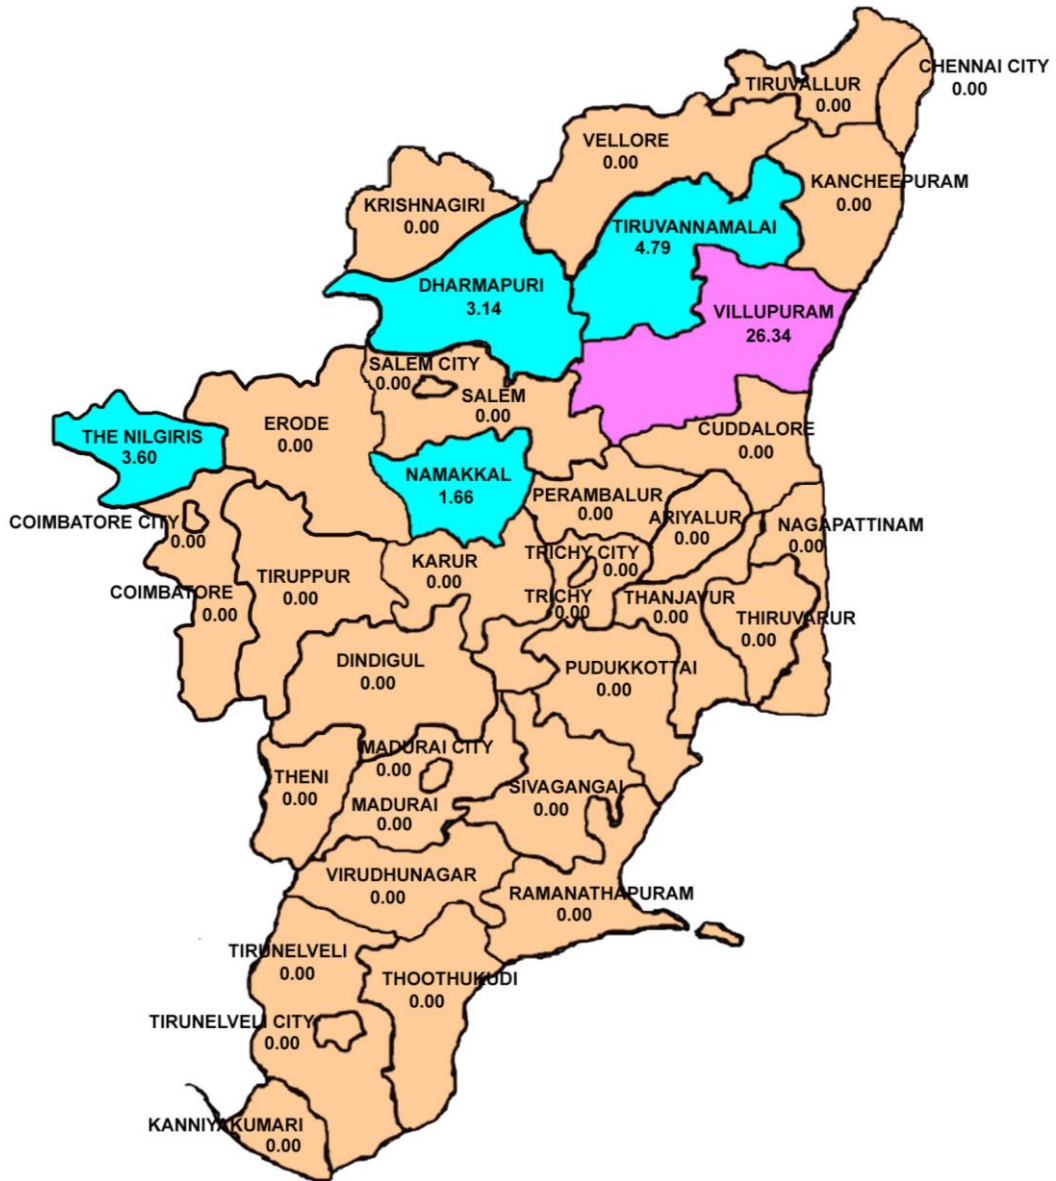 CHENNAI CITY
0.00
TIRUVALLUR
0.00
VELLORE
0.00
KANCHEEPURAM
0.00
KRISHNAGIRI
0.00
TIRUVANNAMALAI
4.79
DHARMAPURI
3.14
VILLUPURAM
26.34
SALEM CITY
0.00
SALEM
0.00
ERODE
0.00
CUDDALORE
0.00
THE NILGIRIS
3.60
NAMAKKAL
1.66
PERAMBALUR
0.00
ARIYALUR
0.00
NAGAPATTINAM
0.00
COIMBATORE CITY
0.00
TRICHY CITY
0.00
KARUR
0.00
TIRUPPUR
0.00
COIMBATORE
0.00
TRICHY
0.00
THANJAVUR
0.00
THIRUVARUR
0.00
DINDIGUL
0.00
PUDUKKOTTAI
0.00
MADURAI CITY
0.00
THENI
0.00
SIVAGANGAI
0.00
MADURAI
0.00
VIRUDHUNAGAR
0.00
RAMANATHAPURAM
0.00
TIRUNELVELI
0.00
THOOTHUKUDI
0.00
TIRUNELVELI CITY
0.00
KANNIYAKUMARI
0.00